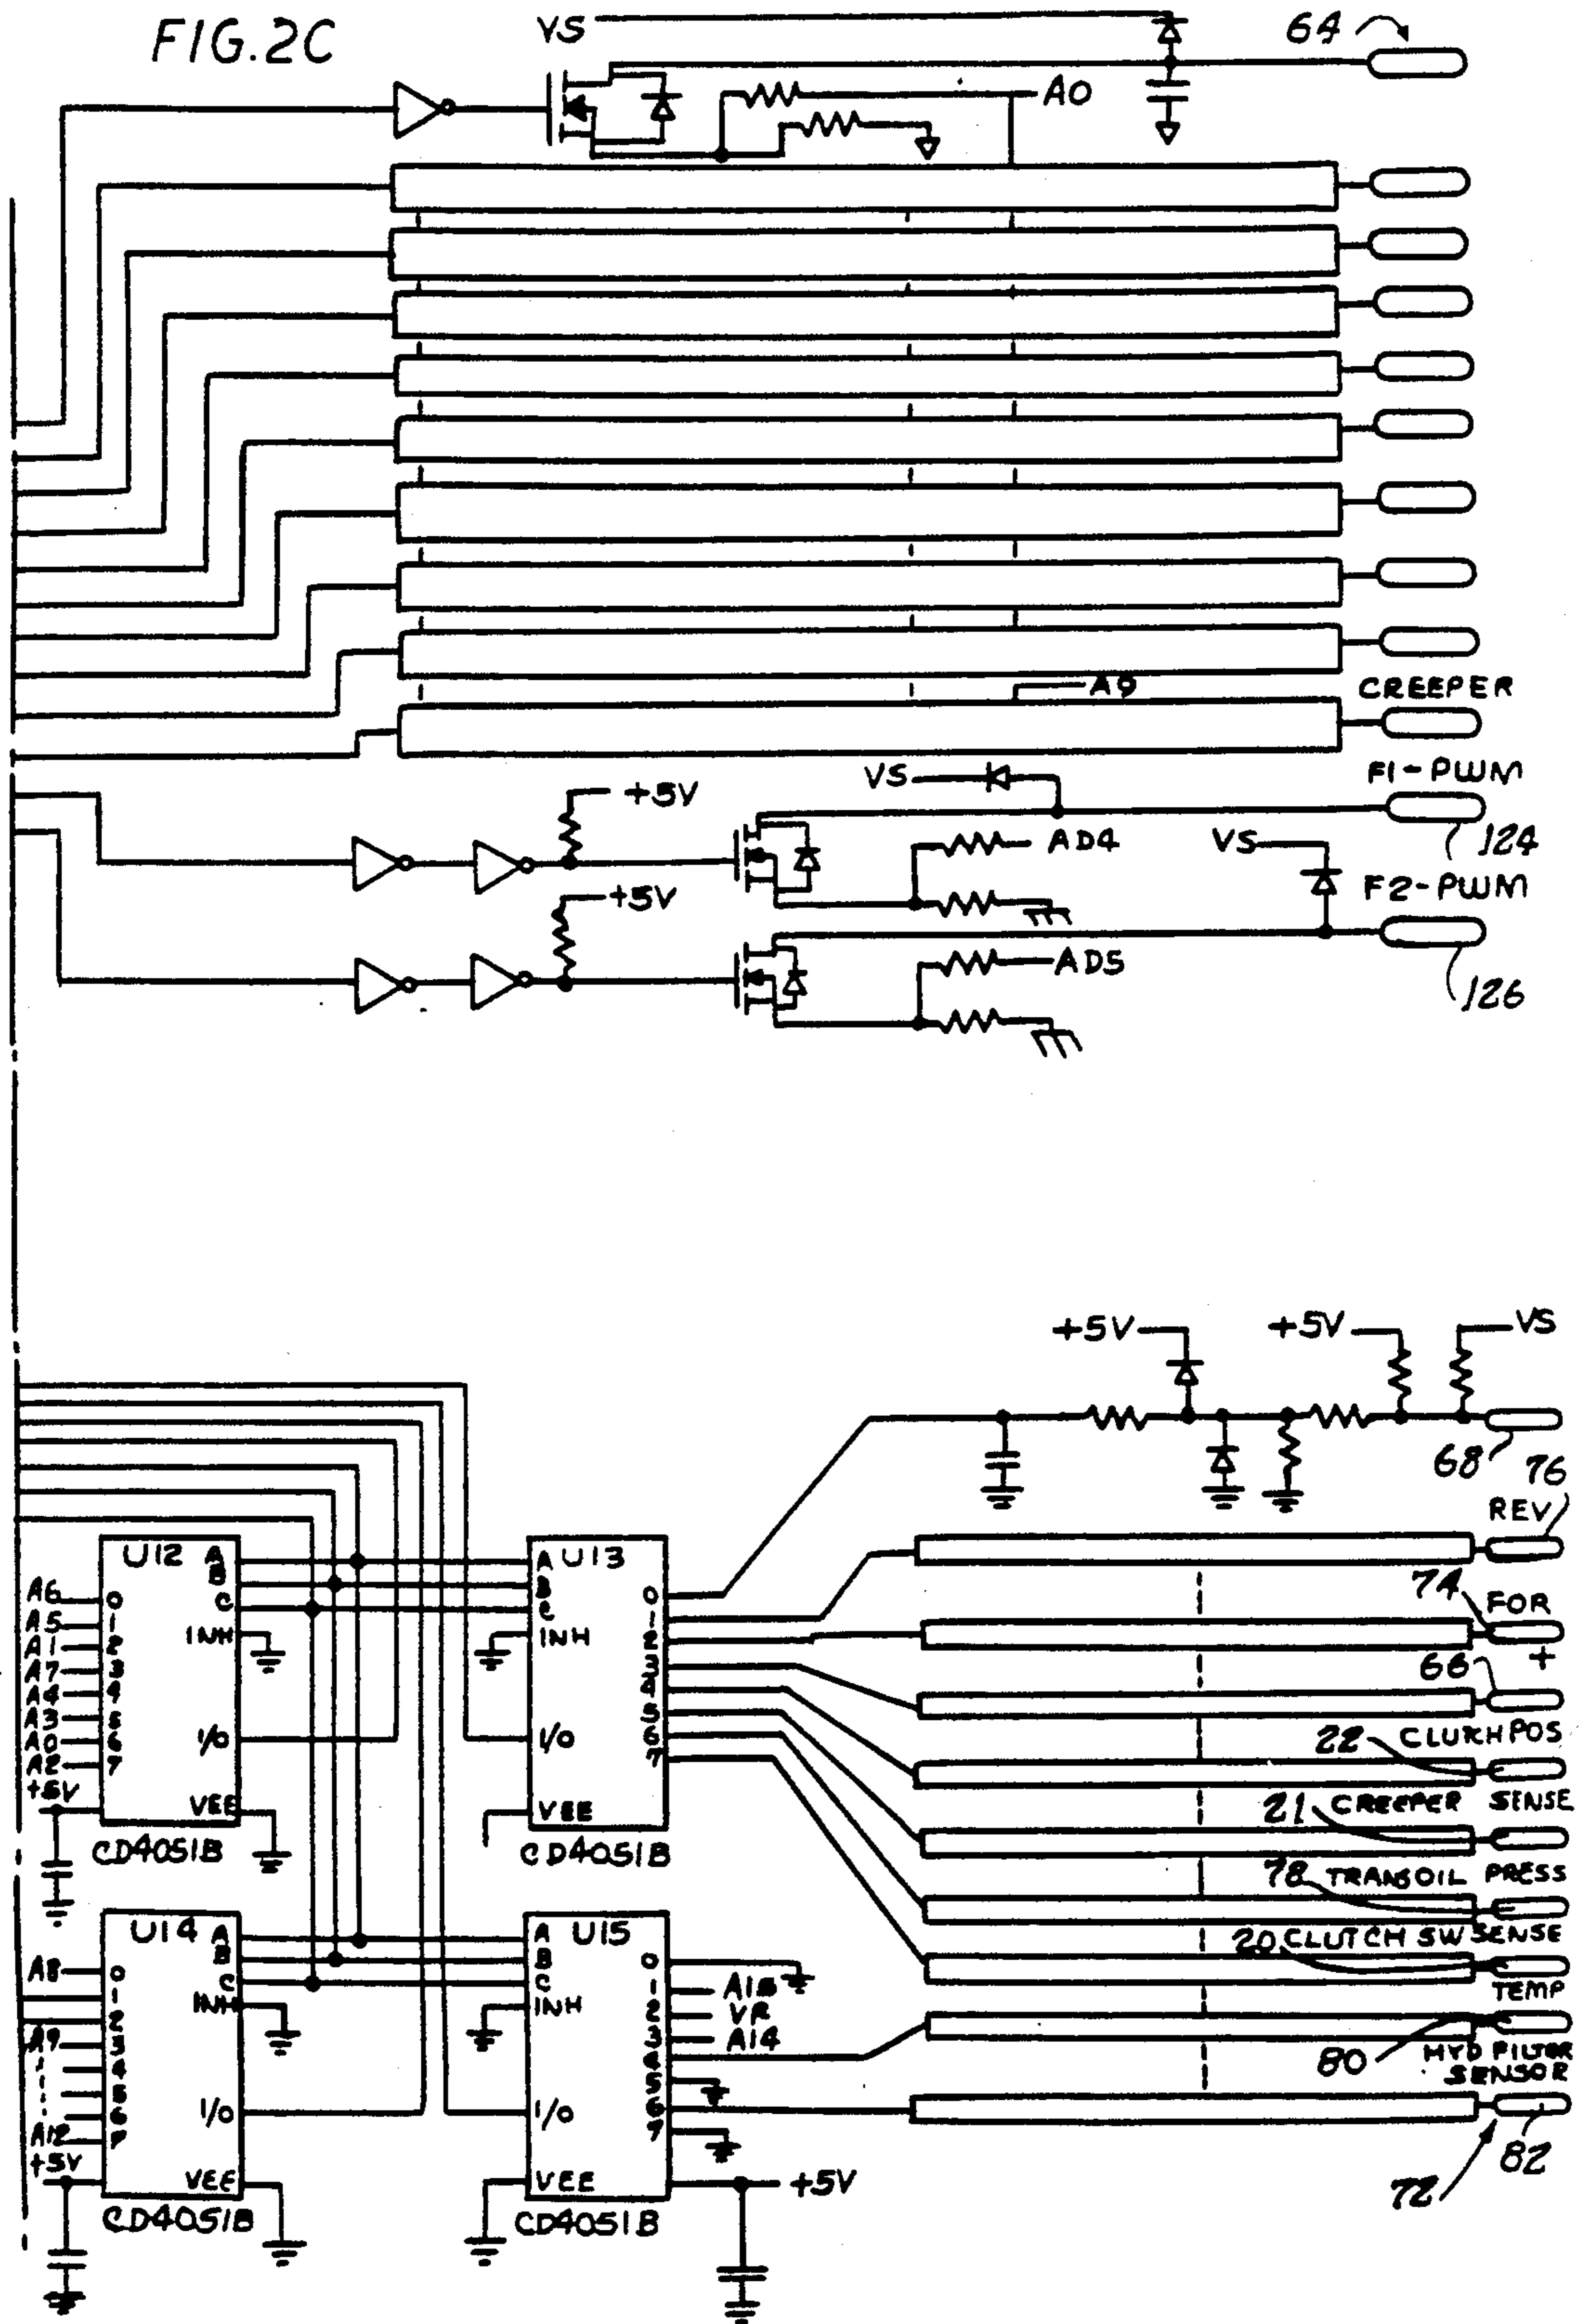 FIG.2C
VS
64
A0
A9
CREEPER
F1-PWM
124
VS
+5V
AD4
VS
F2-PWM
126
+5V
AD5
+5V
+5V
VS
68
76
REV
U12
A
B
C
INH
I/O
VEE
A6 0
A5 1
A1 2
A7 3
A4 4
A3 5
A0 6
A2 7
+5V
CD4051B
U13
A
B
C
INH
I/O
VEE
0
1
2
3
4
5
6
7
CD4051B
74
FOR
66
+
22
CLUTCH POS
21
CREEPER SENSE
78
TRANSOIL PRESS
20
CLUTCH SW SENSE
TEMP
80
HYD FILTER
SENSOR
72
82
U14
A
B
C
INH
I/O
VEE
A8 0
1
2
A9 3
4
5
6
A12 7
+5V
CD4051B
U15
A
B
C
INH
I/O
VEE
0
1
2 VR
3 A14
4
5
6
7
+5V
CD4051B